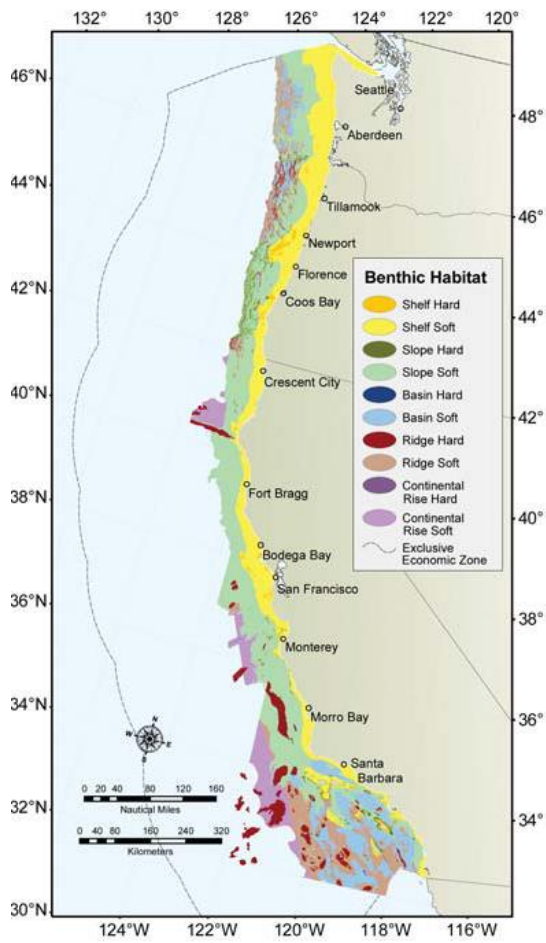 132° 128° 127° 126° 125° 124° 123° 122° 120°
46°N
44°N
42°N
40°N
38°N
36°N
34°N
32°N
30°N
48°N
46°N
44°N
42°N
40°N
38°N
36°N
34°N
124°W 122°W 120°W 118°W 116°W 114°W
Seattle
Aberdeen
Tillamook
Newport
Florence
Coos Bay
Crescent City
Fort Bragg
Bodega Bay
San Francisco
Monterey
Morro Bay
Santa
Barbara
Benthic Habitat
Shelf Hard
Shelf Soft
Slope Hard
Slope Soft
Basin Hard
Basin Soft
Ridge Hard
Ridge Soft
Continental
Rise Hard
Continental
Rise Soft
Exclusive
Economic Zone
N
W E
S
0 20 40 80 120 160
Nautical Miles
0 40 80 160 240 320
Kilometers